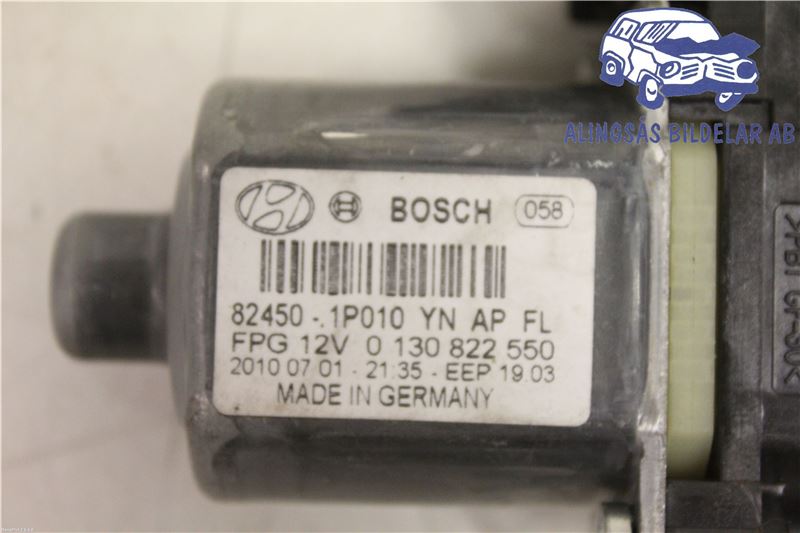 ALINGSÅS BILDELAR AB
BOSCH 058
82450-.1P010 YN AP FL
FPG 12V 0 130 822 550
2010 07 01 - 21:35 - EEP 19.03
MADE IN GERMANY